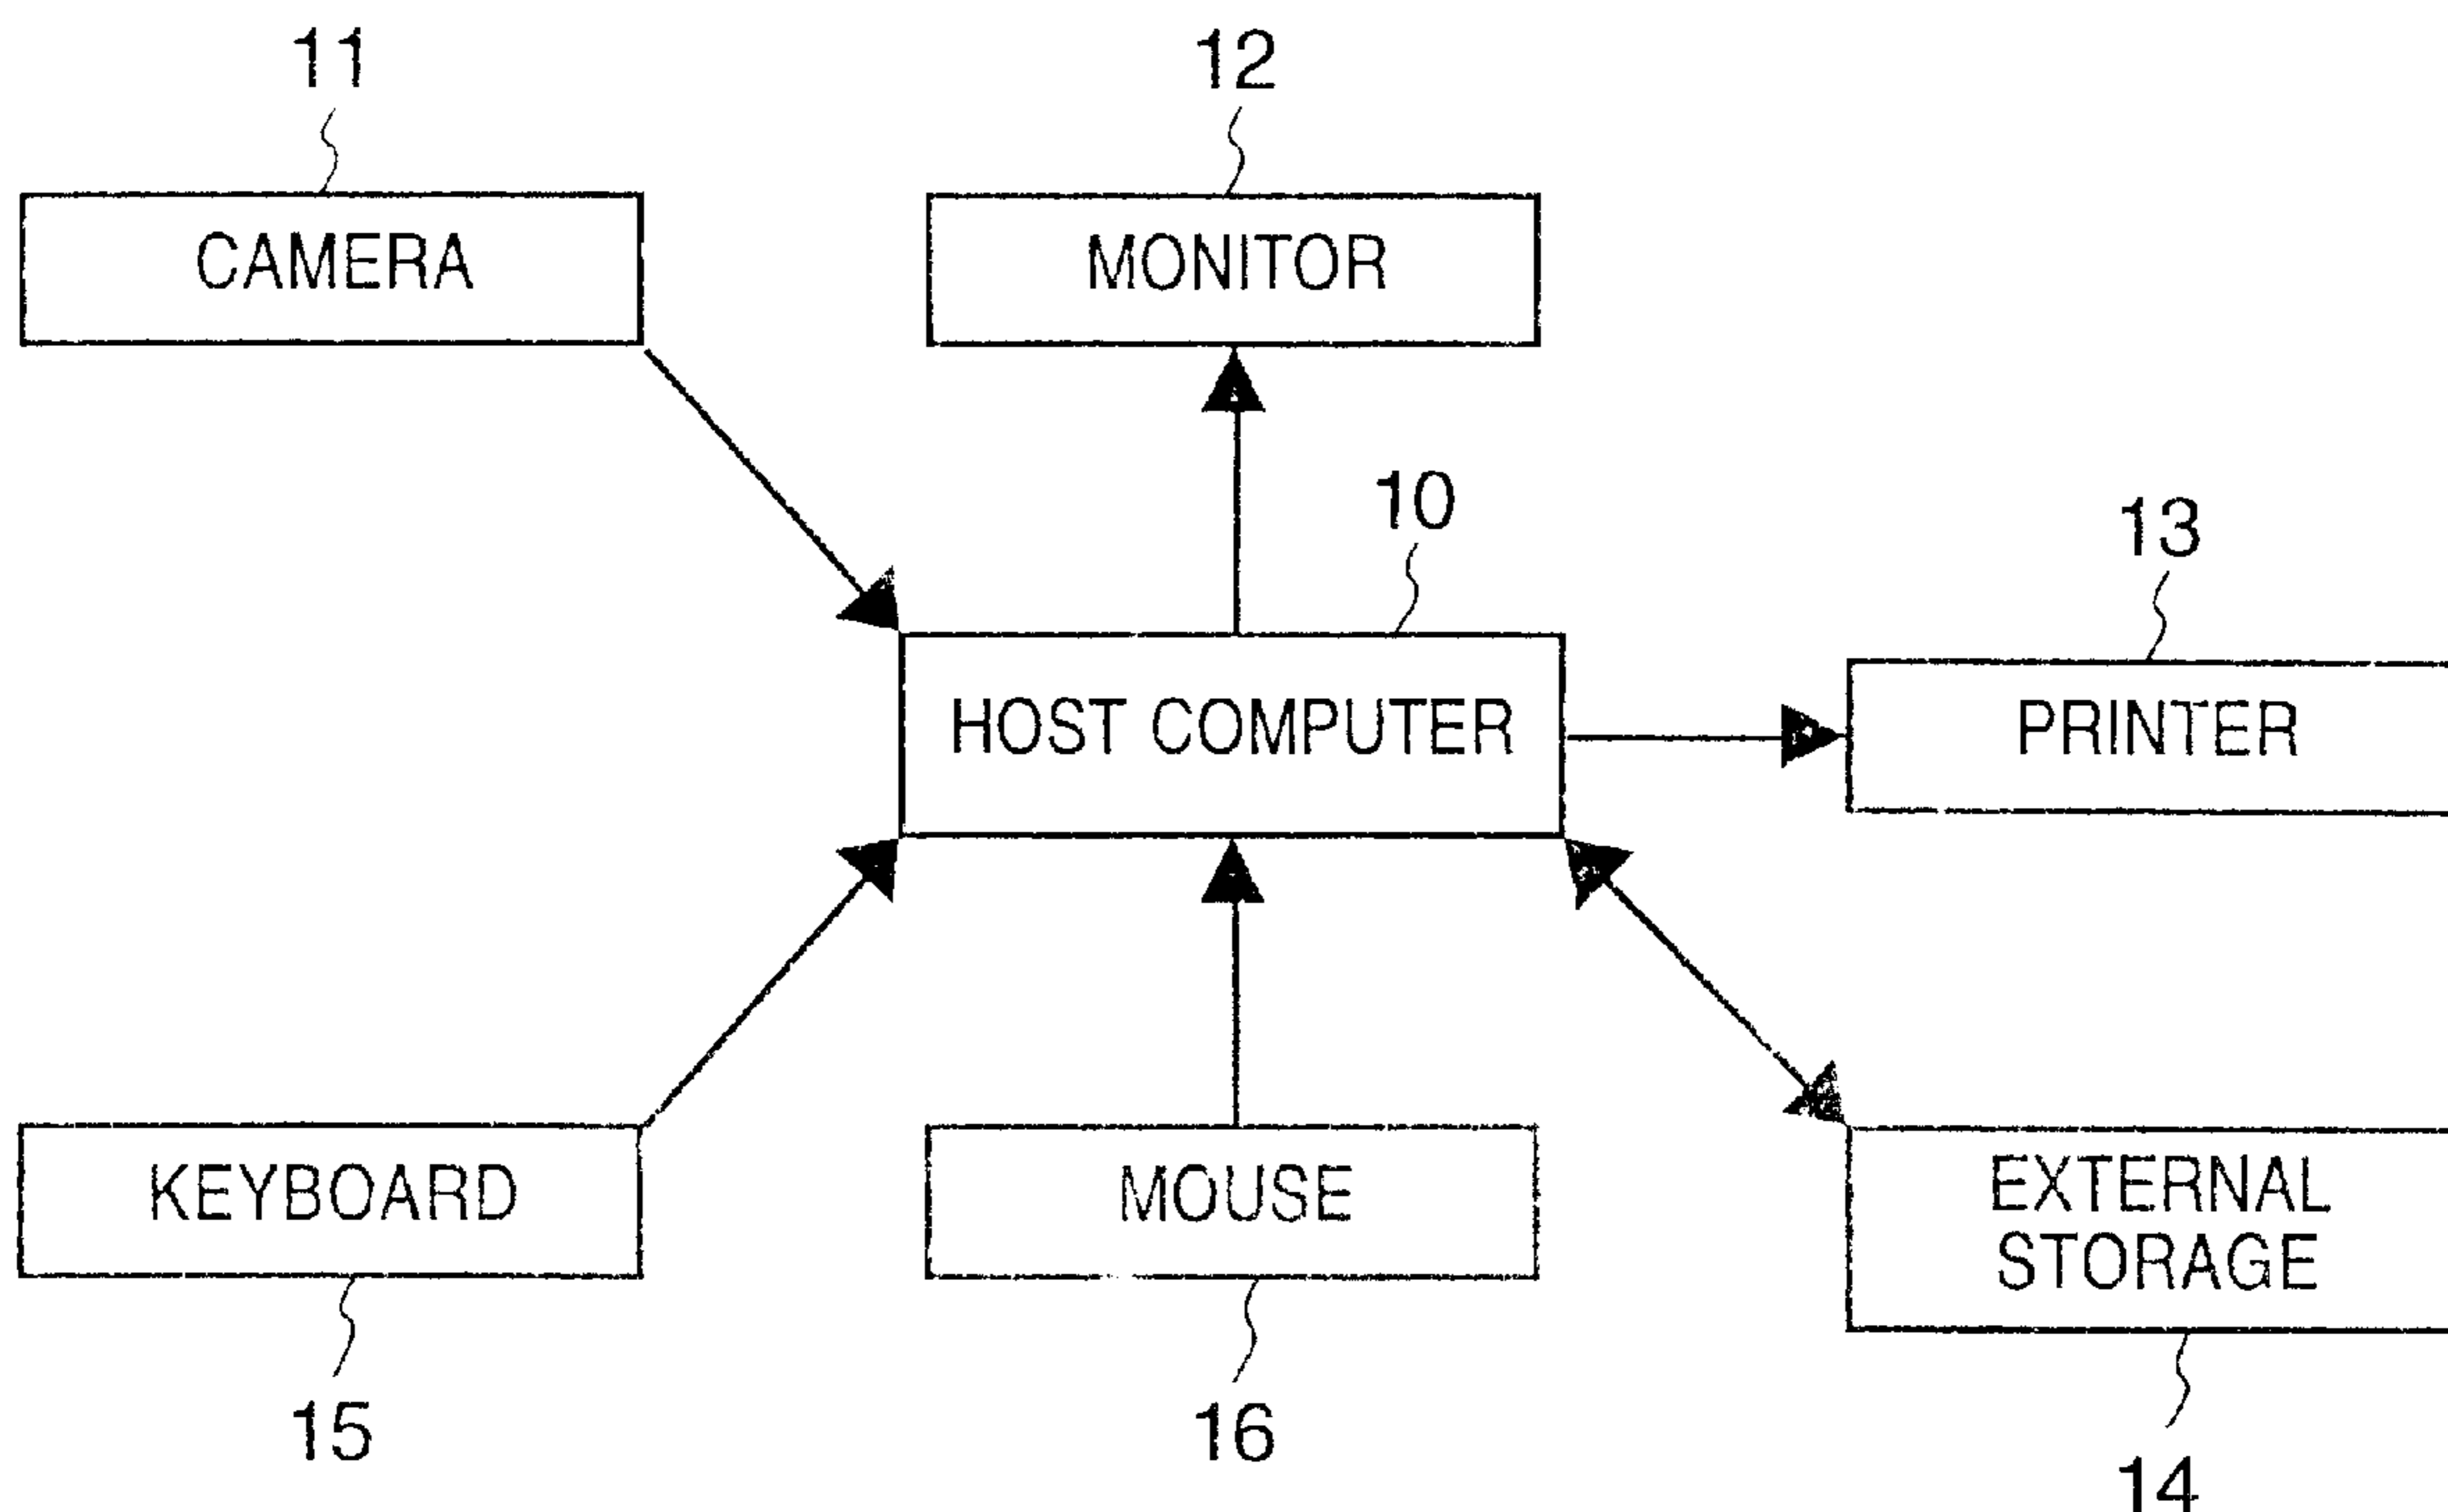 11
12
CAMERA
MONITOR
10
13
HOST COMPUTER
PRINTER
KEYBOARD
MOUSE
EXTERNAL
STORAGE
15
16
14